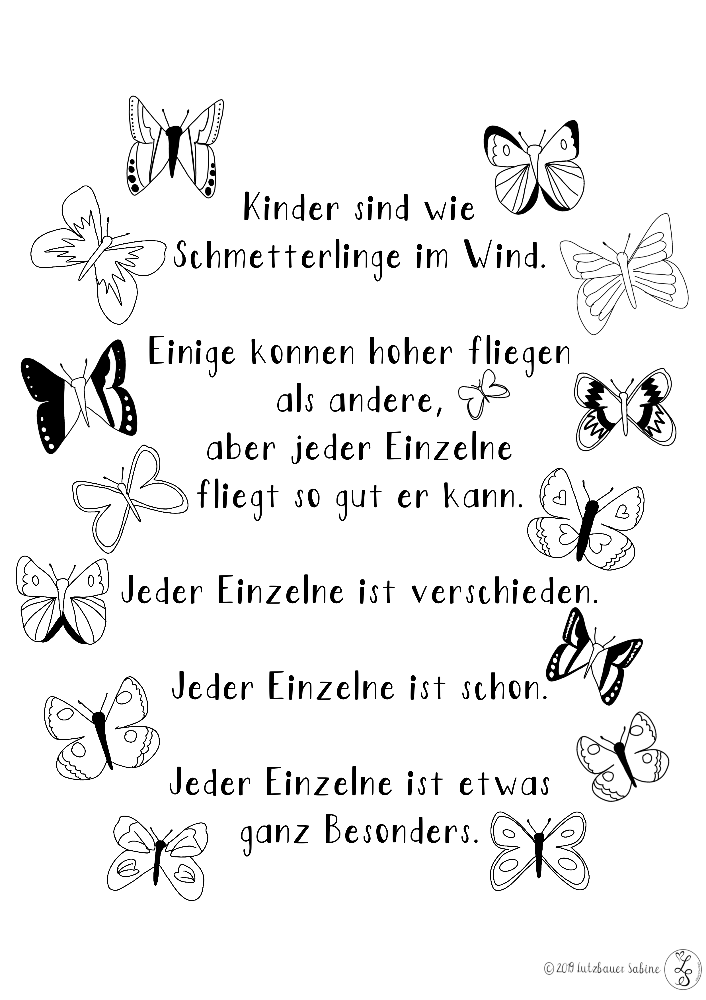 Kinder sind wie
Schmetterlinge im Wind.
Einige konnen hoher fliegen
als andere,
aber jeder Einzelne
fliegt so gut er kann.
Jeder Einzelne ist verschieden.
Jeder Einzelne ist schon.
Jeder Einzelne ist etwas
ganz Besonders.
© 2019 Lutzbauer Sabine
LS